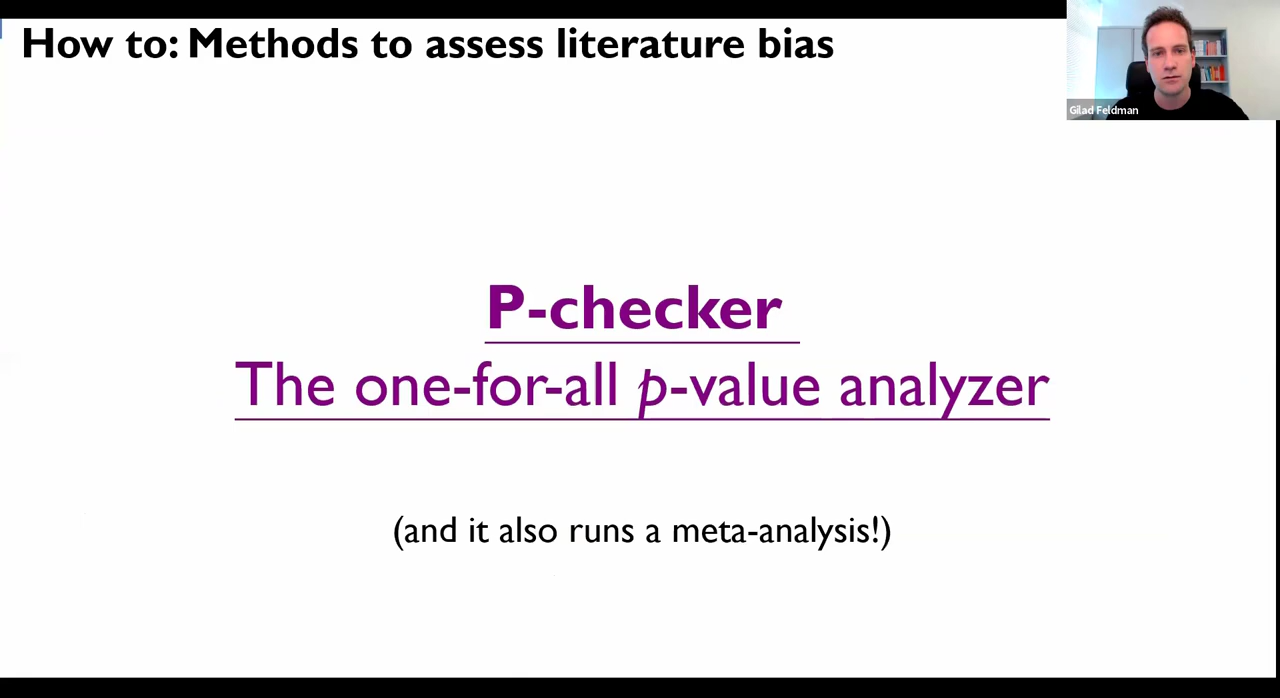 How to: Methods to assess literature bias
Gilad Feldman
P-checker
The one-for-all p-value analyzer
(and it also runs a meta-analysis!)